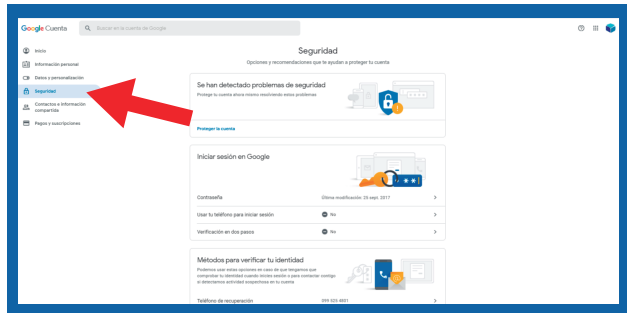 Google Cuenta
Buscar en la cuenta de Google
Inicio
Información personal
Datos y personalización
Seguridad
Contactos e información
compartida
Pagos y suscripciones
Seguridad
Opciones y recomendaciones que te ayudan a proteger tu cuenta
Se han detectado problemas de seguridad
Protege tu cuenta ahora mismo resolviendo estos problemas
Proteger la cuenta
Iniciar sesión en Google
Contraseña
Última modificación: 20 sept. 2017
Usar tu teléfono para iniciar sesión
No
Verificación en dos pasos
No
Métodos para verificar tu identidad
Podemos usar estas opciones en caso de que tengamos que
comprobar tu identidad cuando inicies sesión o para contactar contigo
si detectamos actividad sospechosa en tu cuenta
Teléfono de recuperación